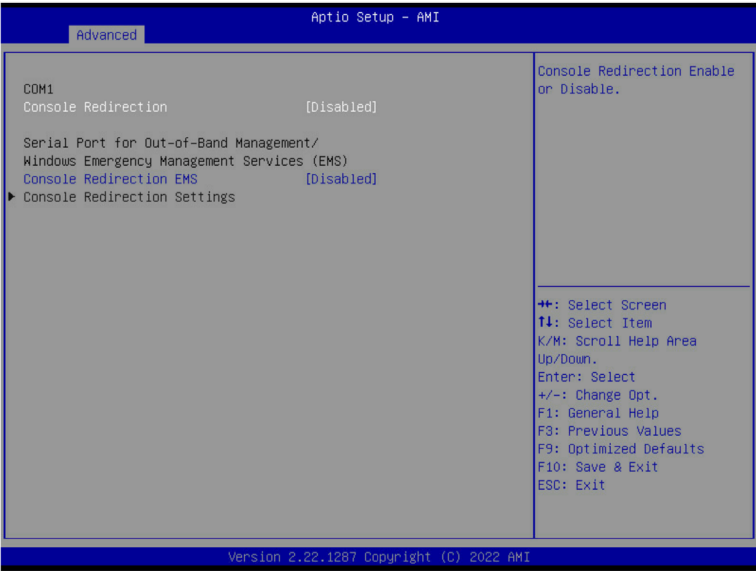 Aptio Setup – AMI
Advanced
COM1
Console Redirection [Disabled]
Serial Port for Out-of-Band Management/
Windows Emergency Management Services (EMS)
Console Redirection EMS [Disabled]
▶ Console Redirection Settings
Console Redirection Enable
or Disable.
→←: Select Screen
↑↓: Select Item
K/M: Scroll Help Area
Up/Down.
Enter: Select
+/-: Change Opt.
F1: General Help
F3: Previous Values
F9: Optimized Defaults
F10: Save & Exit
ESC: Exit
Version 2.22.1287 Copyright (C) 2022 AMI